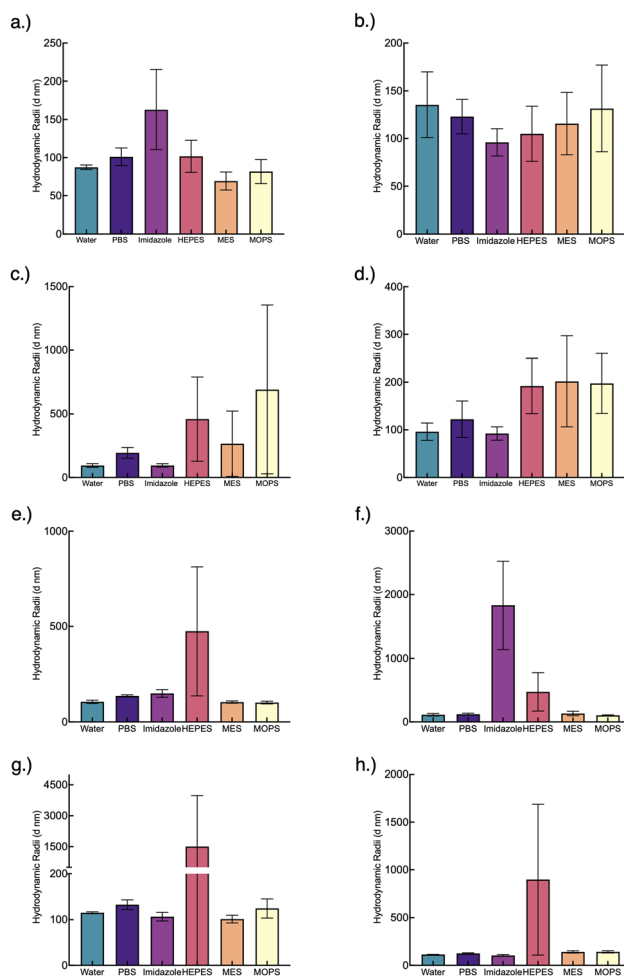 a.)
Hydrodynamic Radii (d nm)
250
200
150
100
50
0
Water PBS Imidazole HEPES MES MOPS
b.)
Hydrodynamic Radii (d nm)
200
150
100
50
0
Water PBS Imidazole HEPES MES MOPS
c.)
Hydrodynamic Radii (d nm)
1500
1000
500
0
Water PBS Imidazole HEPES MES MOPS
d.)
Hydrodynamic Radii (d nm)
400
300
200
100
0
Water PBS Imidazole HEPES MES MOPS
e.)
Hydrodynamic Radii (d nm)
1000
500
0
Water PBS Imidazole HEPES MES MOPS
f.)
Hydrodynamic Radii (d nm)
3000
2000
1000
0
Water PBS Imidazole HEPES MES MOPS
g.)
Hydrodynamic Radii (d nm)
4500
3000
1500
200
100
0
Water PBS Imidazole HEPES MES MOPS
h.)
Hydrodynamic Radii (d nm)
2000
1500
1000
500
0
Water PBS Imidazole HEPES MES MOPS